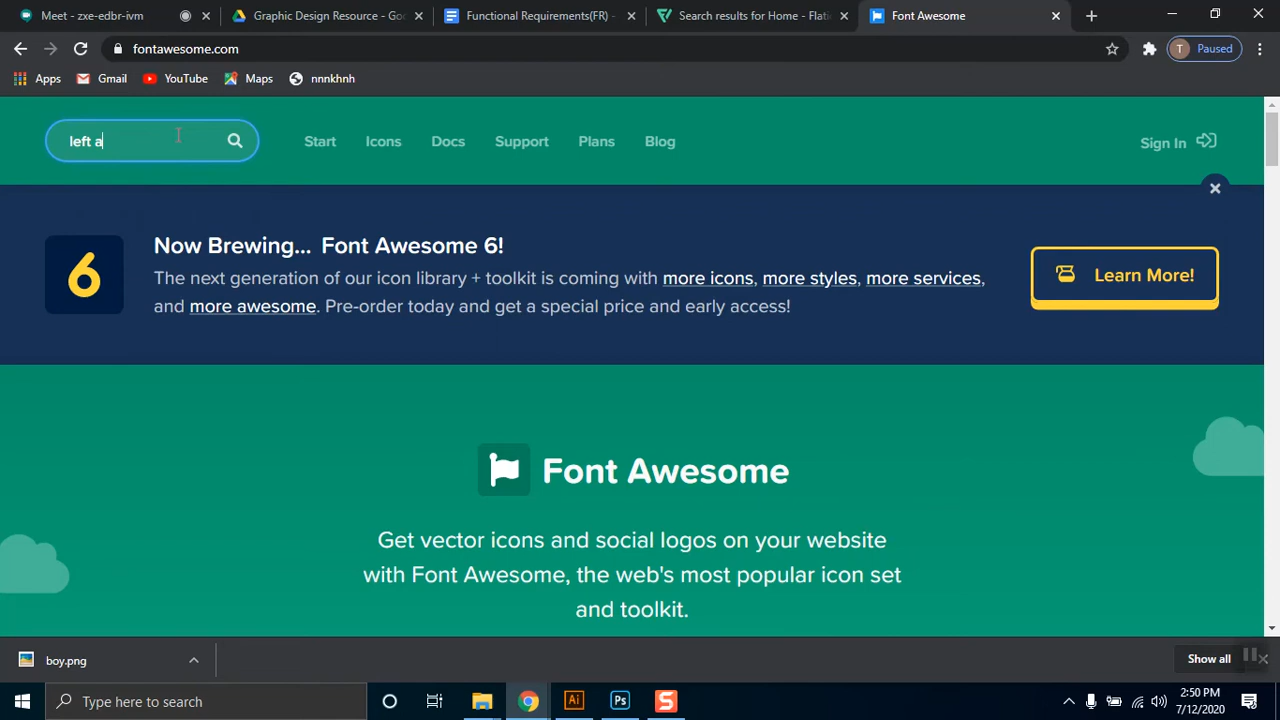 Meet - zxe-edbr-ivm
Graphic Design Resource - Goo
Functional Requirements(FR) -
Search results for Home - Flatic
Font Awesome
fontawesome.com
T Paused
Apps
Gmail
YouTube
Maps
nnnkhnh
left a
Start
Icons
Docs
Support
Plans
Blog
Sign In
6
Now Brewing... Font Awesome 6!
The next generation of our icon library + toolkit is coming with more icons, more styles, more services,
and more awesome. Pre-order today and get a special price and early access!
Learn More!
Font Awesome
Get vector icons and social logos on your website
with Font Awesome, the web's most popular icon set
and toolkit.
boy.png
Show all
Type here to search
Ai
Ps
S
2:50 PM
7/12/2020